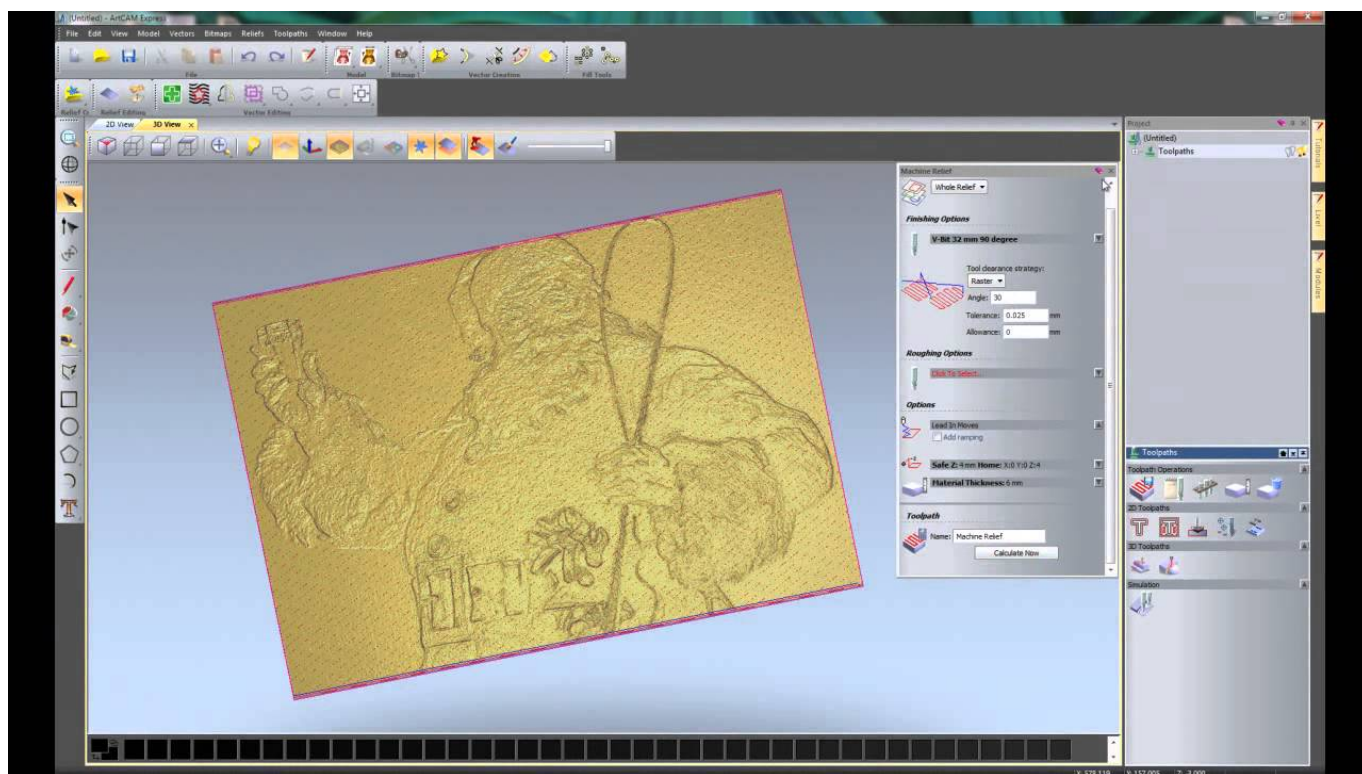 (Untitled) - ArtCAM Express
File Edit View Model Vectors Bitmaps Reliefs Toolpaths Window Help
File Model Bitmap Vector Creation Fill Tools
Relief Relief Editing Vector Editing
2D View 3D View x
Project
(Untitled)
Toolpaths
Tutorials
Live!
Modules
Machine Relief
Whole Relief
Finishing Options
V-Bit 32 mm 90 degree
Tool clearance strategy:
Raster
Angle: 30
Tolerance: 0.025 mm
Allowance: 0 mm
Roughing Options
Click To Select...
Options
Lead In Moves
Add ramping
Safe Z: 4 mm Home: X:0 Y:0 Z:4
Material Thickness: 6 mm
Toolpath
Name: Machine Relief
Calculate Now
Toolpaths
Toolpath Operations
2D Toolpaths
3D Toolpaths
Simulation